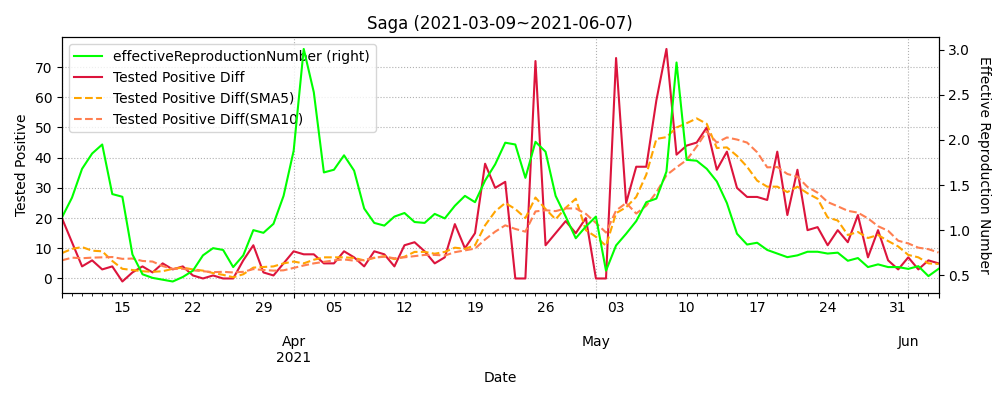 Saga (2021-03-09~2021-06-07)
effectiveReproductionNumber (right)
Tested Positive Diff
Tested Positive Diff(SMA5)
Tested Positive Diff(SMA10)
Tested Positive
70
60
50
40
30
20
10
0
3.0
2.5
2.0
1.5
1.0
0.5
Effective Reproduction Number
15 22 29 05 12 19 26 03 10 17 24 31
Apr May Jun
2021
Date